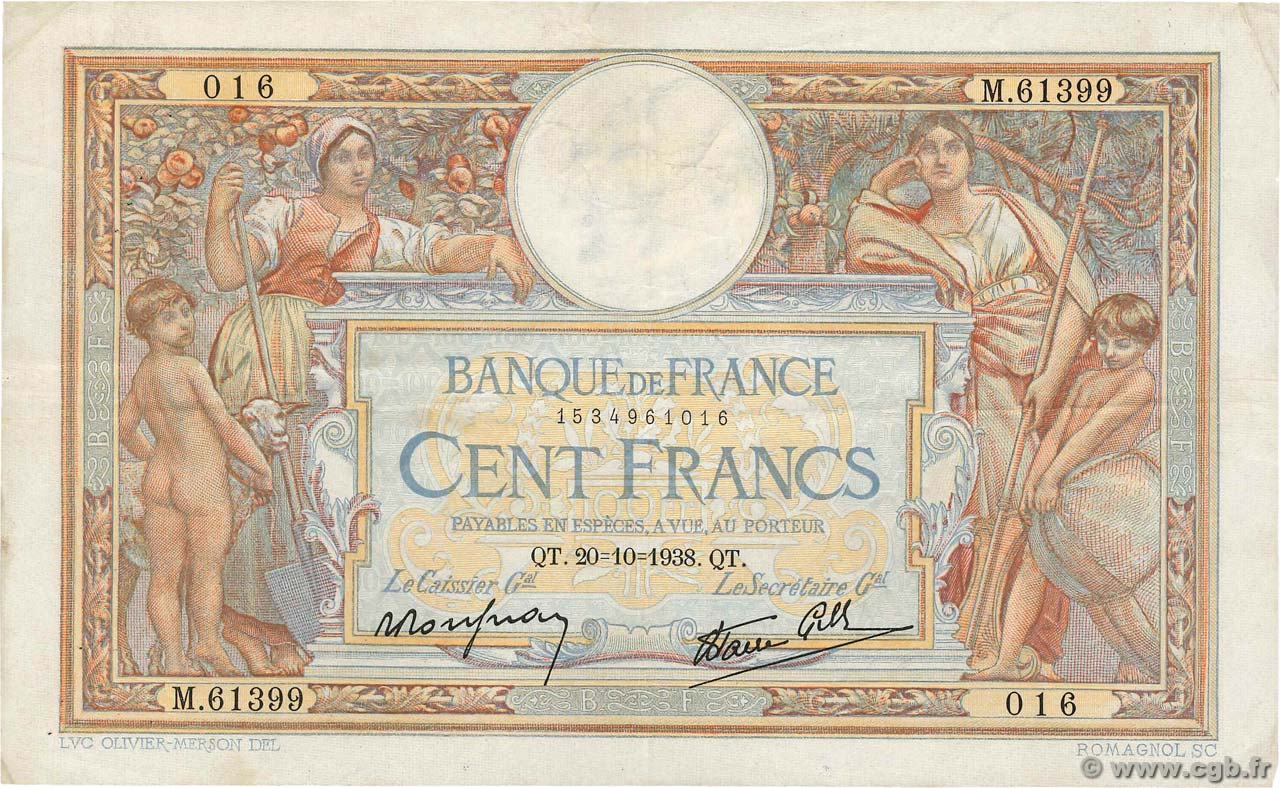 016
M.61399
BANQUE DE FRANCE
1534961016
CENT FRANCS
PAYABLES EN ESPÈCES, A VUE, AU PORTEUR
QT. 20=10=1938. QT.
Le Caissier Gal
Le Secrétaire Gal
B F
B F
B F
M.61399
016
LVC OLIVIER-MERSON DEL
ROMAGNOL SC
© www.cgb.fr